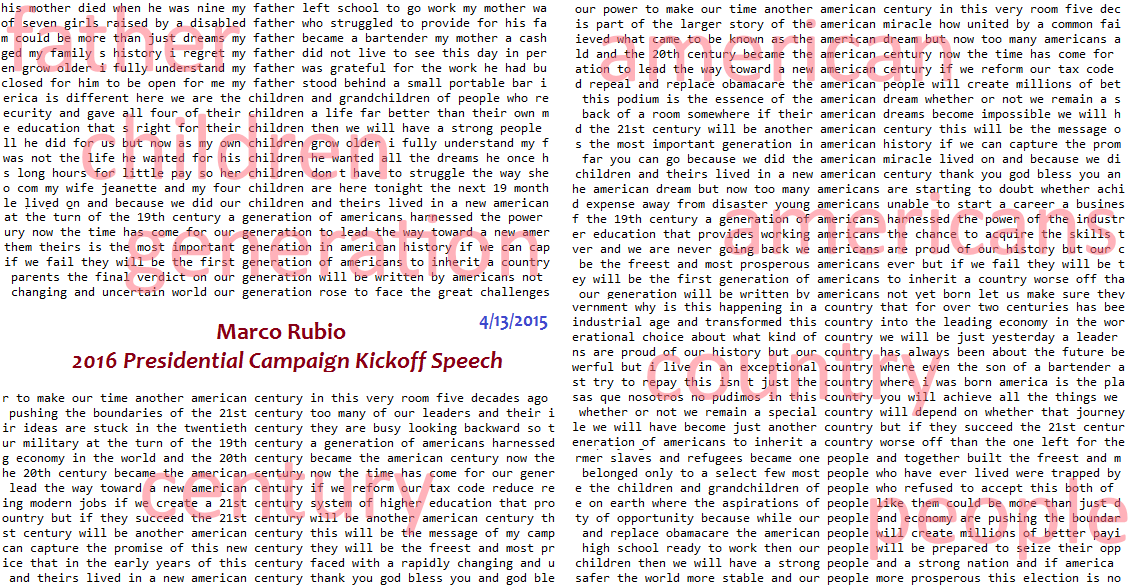 his mother died when he was nine my father left school to go work my mother wa
of seven girls raised by a disabled father who struggled to provide for his fa
m could be more than just dreams my father became a bartender my mother a cash
ged my family s history i regret my father did not live to see this day in per
en grow older i fully understand my father was grateful for the work he had bu
closed for him to be open for me my father stood behind a small portable bar i
father
erica is different here we are the children and grandchildren of people who re
ecurity and gave all four of their children a life far better than their own m
e education that s right for their children then we will have a strong people
ll he did for us but now as my own children grow older i fully understand my f
was not the life he wanted for his children he wanted all the dreams he once h
s long hours for little pay so her children don t have to struggle the way she
o com my wife jeanette and my four children are here tonight the next 19 month
le lived on and because we did our children and theirs lived in a new american
children
at the turn of the 19th century a generation of americans harnessed the power
ury now the time has come for our generation to lead the way toward a new amer
them theirs is the most important generation in american history if we can cap
if we fail they will be the first generation of americans to inherit a country
parents the final verdict on our generation will be written by americans not
changing and uncertain world our generation rose to face the great challenges
generation
Marco Rubio
4/13/2015
2016 Presidential Campaign Kickoff Speech
r to make our time another american century in this very room five decades ago
pushing the boundaries of the 21st century too many of our leaders and their i
ir ideas are stuck in the twentieth century they are busy looking backward so t
ur military at the turn of the 19th century a generation of americans harnessed
g economy in the world and the 20th century became the american century now the
he 20th century became the american century now the time has come for our gener
lead the way toward a new american century if we reform our tax code reduce re
ing modern jobs if we create a 21st century system of higher education that pro
ountry but if they succeed the 21st century will be another american century th
st century will be another american century this will be the message of my camp
can capture the promise of this new century they will be the freest and most pr
ice that in the early years of this century faced with a rapidly changing and u
and theirs lived in a new american century thank you god bless you and god ble
century
our power to make our time another american century in this very room five dec
is part of the larger story of the american miracle how united by a common fai
ieved what came to be known as the american dream but now too many americans a
ld and the 20th century became the american century now the time has come for
ation to lead the way toward a new american century if we reform our tax code
d repeal and replace obamacare the american people will create millions of bet
this podium is the essence of the american dream whether or not we remain a s
back of a room somewhere if their american dreams become impossible we will h
d the 21st century will be another american century this will be the message o
s the most important generation in american history if we can capture the prom
far you can go because we did the american miracle lived on and because we di
children and theirs lived in a new american century thank you god bless you an
american
he american dream but now too many americans are starting to doubt whether achi
d expense away from disaster young americans unable to start a career a busines
f the 19th century a generation of americans harnessed the power of the industr
er education that provides working americans the chance to acquire the skills t
ver and we are never going back we americans are proud of our history but our c
be the freest and most prosperous americans ever but if we fail they will be t
ey will be the first generation of americans to inherit a country worse off tha
our generation will be written by americans not yet born let us make sure they
americans
vernment why is this happening in a country that for over two centuries has bee
industrial age and transformed this country into the leading economy in the wor
erational choice about what kind of country we will be just yesterday a leader
ns are proud of our history but our country has always been about the future be
werful but i live in an exceptional country where even the son of a bartender a
st try to repay this isn t just the country where i was born america is the pla
sas que nosotros no pudimos in this country you will achieve all the things we
whether or not we remain a special country will depend on whether that journey
le we will have become just another country but if they succeed the 21st centur
eneration of americans to inherit a country worse off than the one left for the
country
rmer slaves and refugees became one people and together built the freest and m
belonged only to a select few most people who have ever lived were trapped by
e the children and grandchildren of people who refused to accept this both of
e on earth where the aspirations of people like them could be more than just d
ty of opportunity because while our people and economy are pushing the boundar
and replace obamacare the american people will create millions of better payi
high school ready to work then our people will be prepared to seize their opp
children then we will have a strong people and a strong nation and if america
safer the world more stable and our people more prosperous this election is no
people